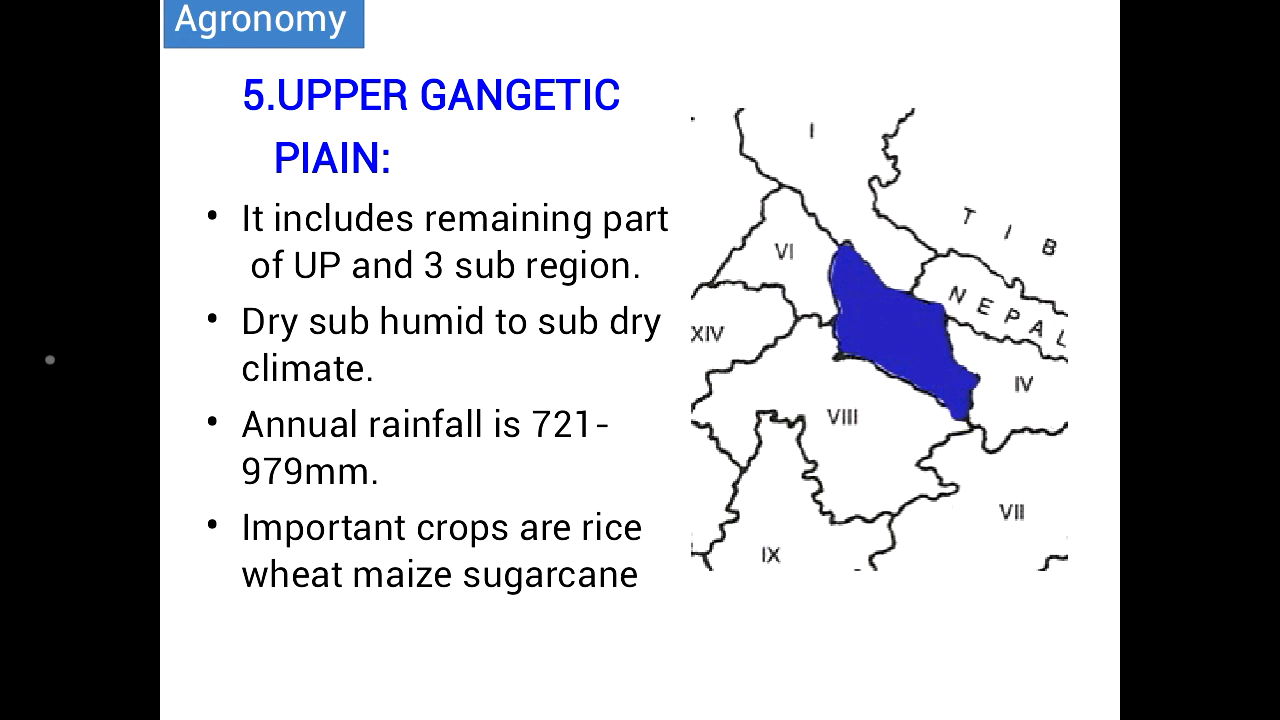 Agronomy
5.UPPER GANGETIC
PIAIN:
• It includes remaining part
of UP and 3 sub region.
• Dry sub humid to sub dry
climate.
• Annual rainfall is 721-
979mm.
• Important crops are rice
wheat maize sugarcane
I
T I B
VI
NEPAL
XIV
IV
VIII
VII
IX